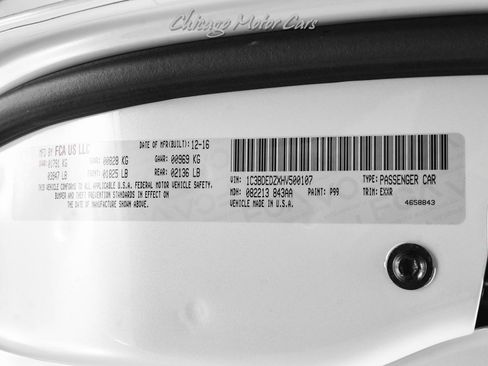 Chicago Motor Cars
MFD BY FCA US LLC DATE OF MFR(BUILT): 12-16
GVWR: 01791 KG GAWR: 00828 KG GAWR: 00969 KG
03947 LB FRONT: 01825 LB REAR: 02136 LB
THIS VEHICLE CONFORMS TO ALL APPLICABLE U.S.A. FEDERAL MOTOR VEHICLE SAFETY,
BUMPER AND THEFT PREVENTION STANDARDS IN EFFECT ON
THE DATE OF MANUFACTURE SHOWN ABOVE.
VIN: 1C3BDEDZXHV500107 TYPE: PASSENGER CAR
MDH: 082213 843AA PAINT: P99 TRIM: EXXR
VEHICLE MADE IN U.S.A. 4658843